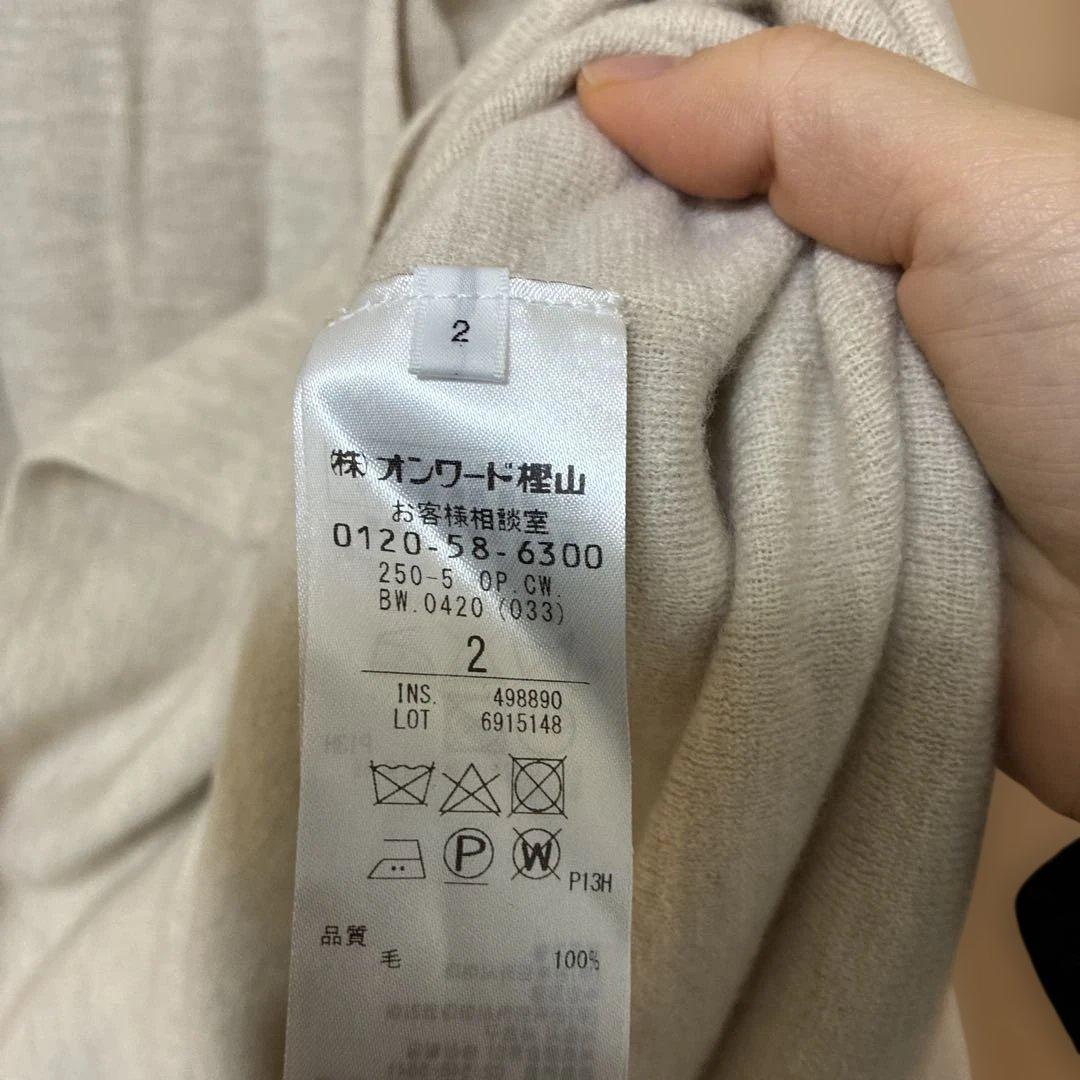 2
(株)オンワード樫山
お客様相談室
0120-58-6300
250-5 OP.CW.
BW.0420 (033)
2
INS. 498890
LOT 6915148
P
W
P13H
品質
毛 100%